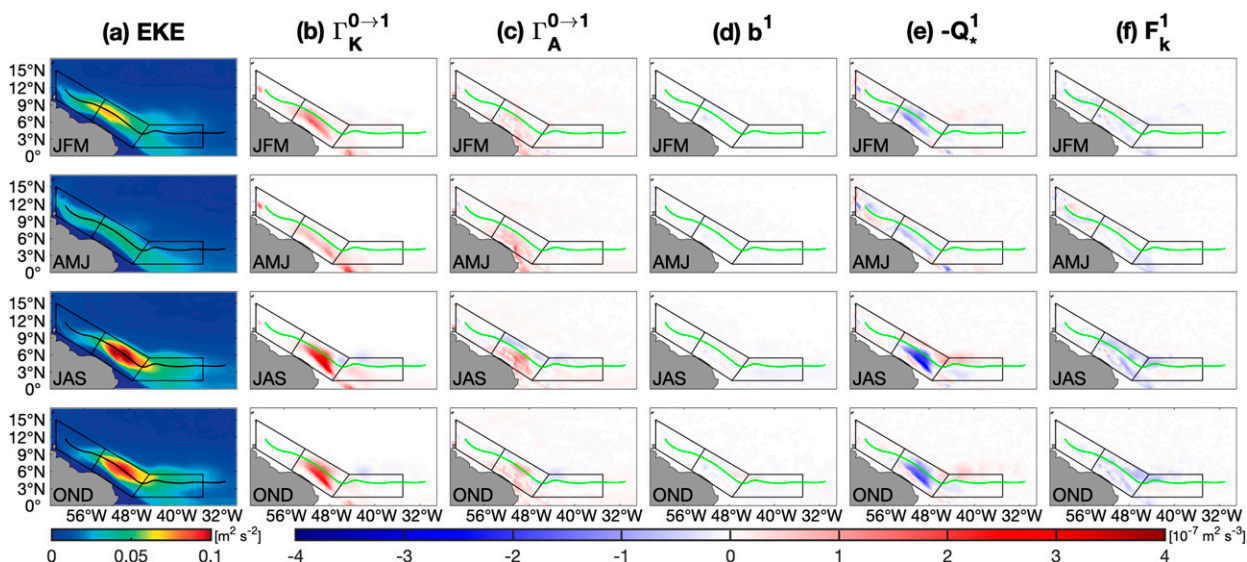 (a) EKE (b) Γ_K^{0→1} (c) Γ_A^{0→1} (d) b^1 (e) -Q_*^1 (f) F_k^1
15°N
12°N
9°N
6°N
3°N
0°
JFM JFM JFM JFM JFM JFM
15°N
12°N
9°N
6°N
3°N
0°
AMJ AMJ AMJ AMJ AMJ AMJ
15°N
12°N
9°N
6°N
3°N
0°
JAS JAS JAS JAS JAS JAS
15°N
12°N
9°N
6°N
3°N
0°
OND OND OND OND OND OND
56°W 48°W 40°W 32°W 56°W 48°W 40°W 32°W 56°W 48°W 40°W 32°W 56°W 48°W 40°W 32°W 56°W 48°W 40°W 32°W 56°W 48°W 40°W 32°W
[m² s⁻²] [10⁻⁷ m² s⁻³]
0 0.05 0.1 -4 -3 -2 -1 0 1 2 3 4